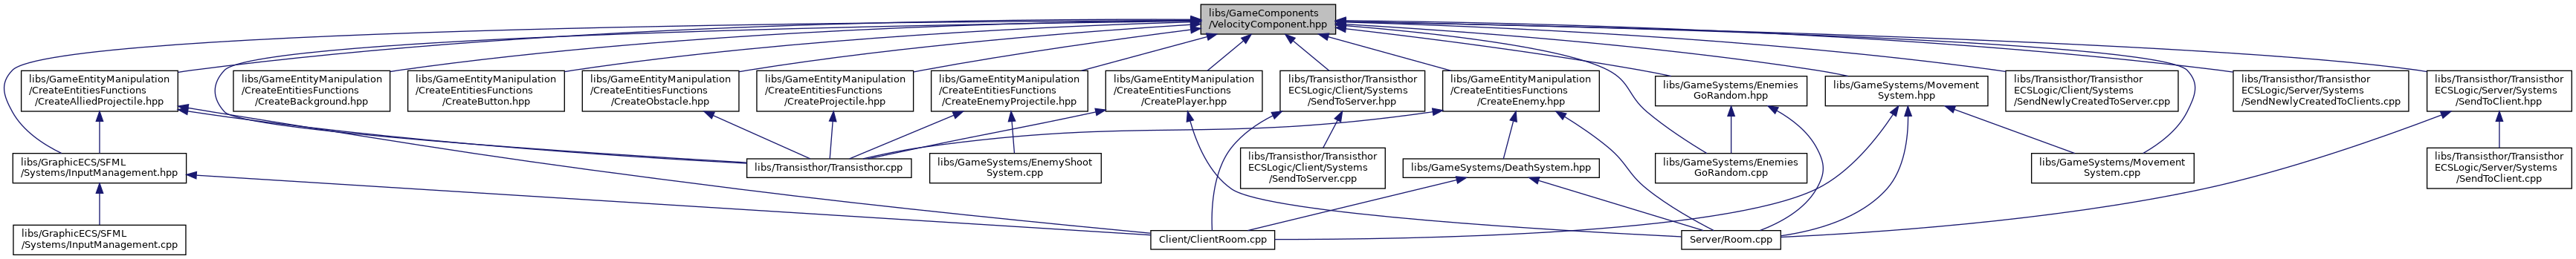 libs/GameComponents
/VelocityComponent.hpp
libs/GameEntityManipulation
/CreateEntitiesFunctions
/CreateAlliedProjectile.hpp
libs/GameEntityManipulation
/CreateEntitiesFunctions
/CreateBackground.hpp
libs/GameEntityManipulation
/CreateEntitiesFunctions
/CreateButton.hpp
libs/GameEntityManipulation
/CreateEntitiesFunctions
/CreateObstacle.hpp
libs/GameEntityManipulation
/CreateEntitiesFunctions
/CreateProjectile.hpp
libs/GameEntityManipulation
/CreateEntitiesFunctions
/CreateEnemyProjectile.hpp
libs/GameEntityManipulation
/CreateEntitiesFunctions
/CreatePlayer.hpp
libs/Transisthor/Transisthor
ECSLogic/Client/Systems
/SendToServer.hpp
libs/GameEntityManipulation
/CreateEntitiesFunctions
/CreateEnemy.hpp
libs/GameSystems/Enemies
GoRandom.hpp
libs/GameSystems/Movement
System.hpp
libs/Transisthor/Transisthor
ECSLogic/Client/Systems
/SendNewlyCreatedToServer.cpp
libs/Transisthor/Transisthor
ECSLogic/Server/Systems
/SendNewlyCreatedToClients.cpp
libs/Transisthor/Transisthor
ECSLogic/Server/Systems
/SendToClient.hpp
libs/GraphicECS/SFML
/Systems/InputManagement.hpp
libs/Transisthor/Transisthor.cpp
libs/GameSystems/EnemyShoot
System.cpp
libs/Transisthor/Transisthor
ECSLogic/Client/Systems
/SendToServer.cpp
libs/GameSystems/DeathSystem.hpp
libs/GameSystems/Enemies
GoRandom.cpp
libs/GameSystems/Movement
System.cpp
libs/Transisthor/Transisthor
ECSLogic/Server/Systems
/SendToClient.cpp
libs/GraphicECS/SFML
/Systems/InputManagement.cpp
Client/ClientRoom.cpp
Server/Room.cpp